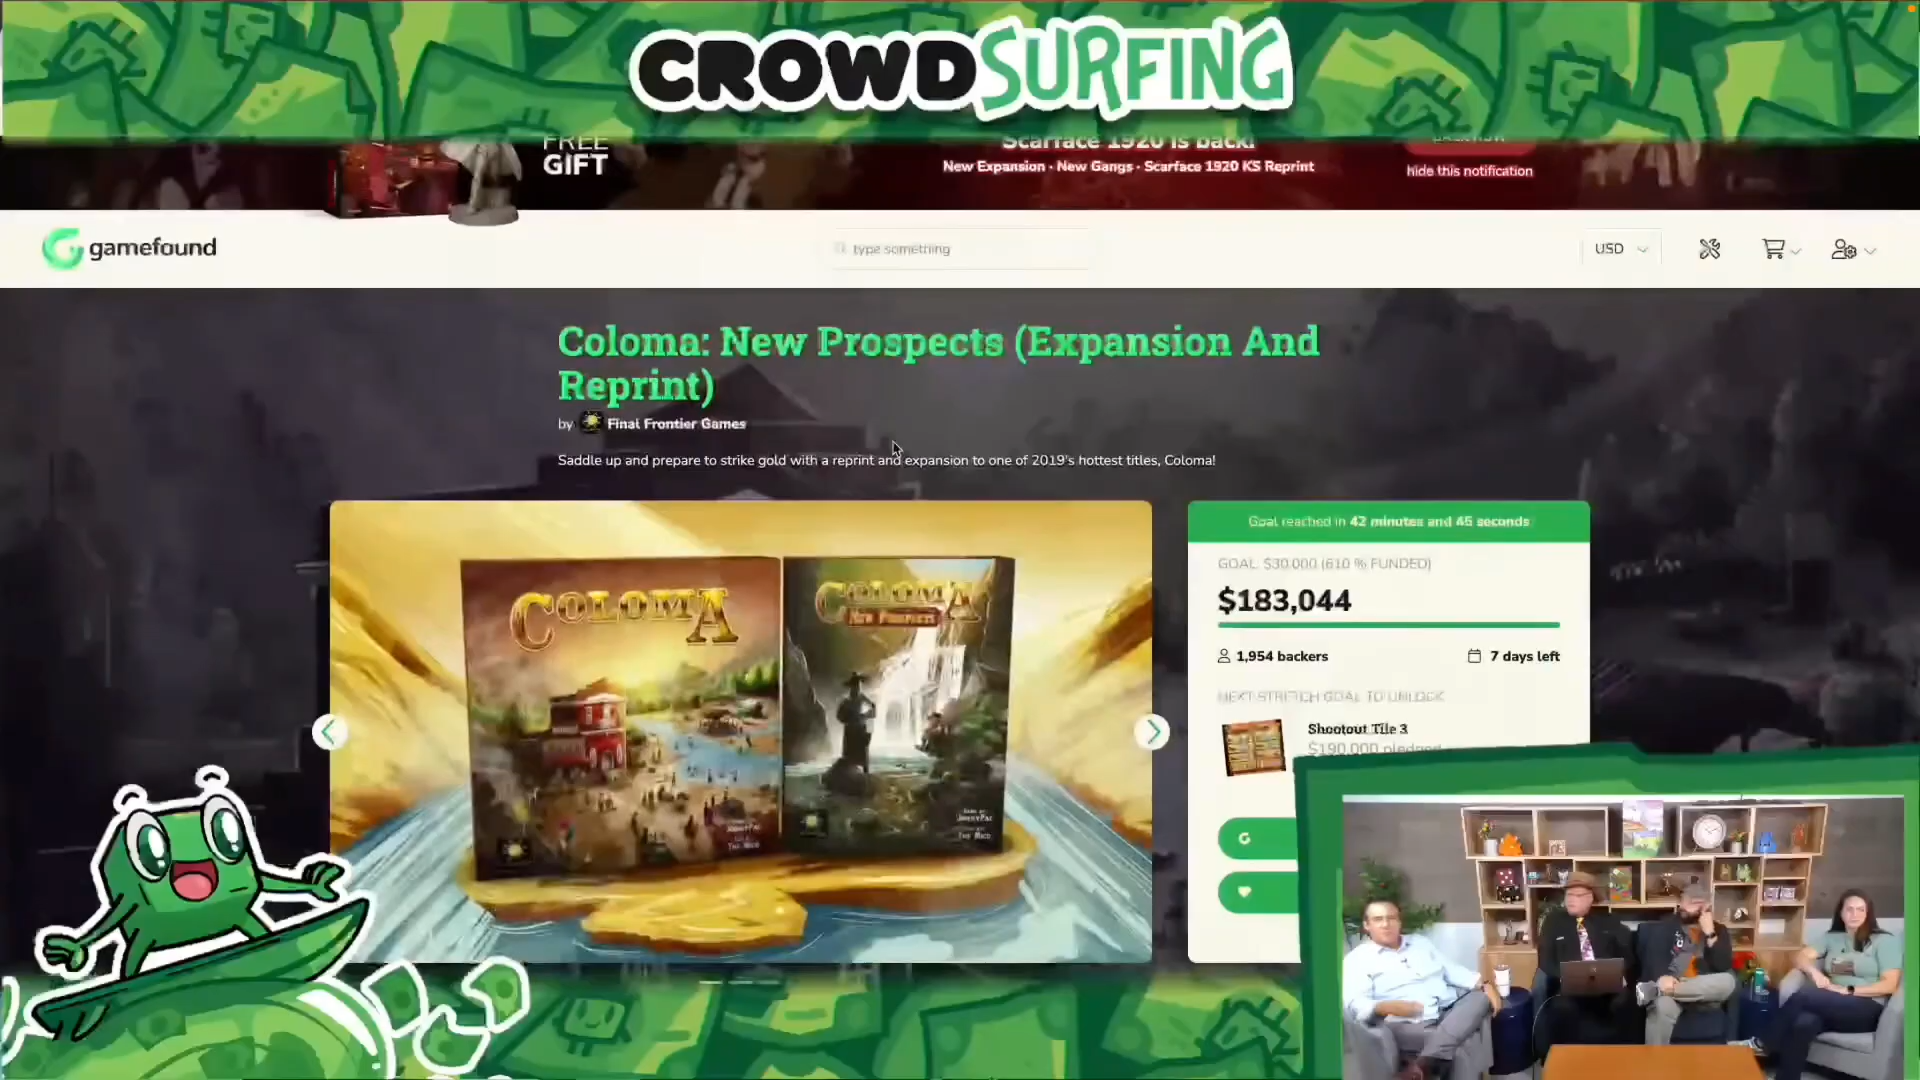 CROWDSURFING
FREE
GIFT
Scarface 1920 is back!
New Expansion · New Gangs · Scarface 1920 KS Reprint
hide this notification
gamefound
type something
USD
Coloma: New Prospects (Expansion And
Reprint)
by Final Frontier Games
Saddle up and prepare to strike gold with a reprint and expansion to one of 2019's hottest titles, Coloma!
Goal reached in 42 minutes and 45 seconds
GOAL: $30,000 (610 % FUNDED)
$183,044
1,954 backers
7 days left
NEXT STRETCH GOAL TO UNLOCK
Shootout Tile 3
$190,000 pledged
COLOMA
COLOMA
NEW PROSPECTS